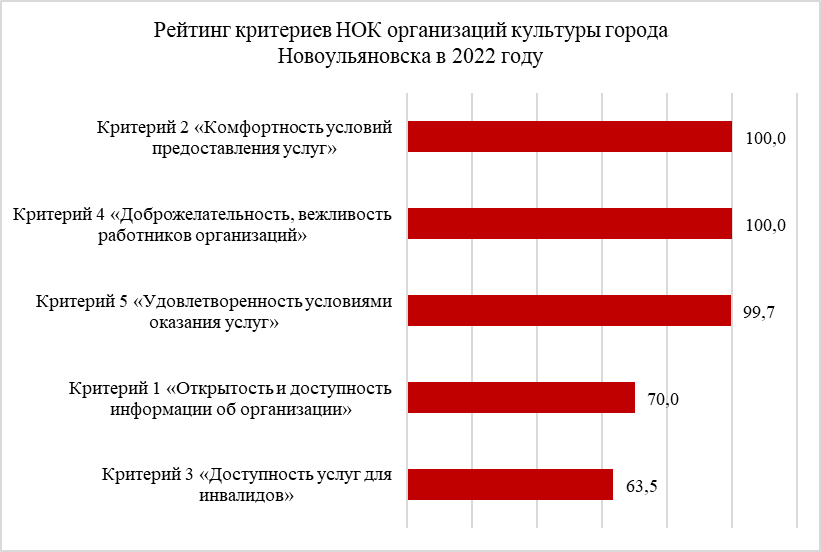 Рейтинг критериев НОК организаций культуры города
Новоульяновска в 2022 году
Критерий 2 «Комфортность условий
предоставления услуг»
100,0
Критерий 4 «Доброжелательность, вежливость
работников организаций»
100,0
Критерий 5 «Удовлетворенность условиями
оказания услуг»
99,7
Критерий 1 «Открытость и доступность
информации об организации»
70,0
Критерий 3 «Доступность услуг для
инвалидов»
63,5